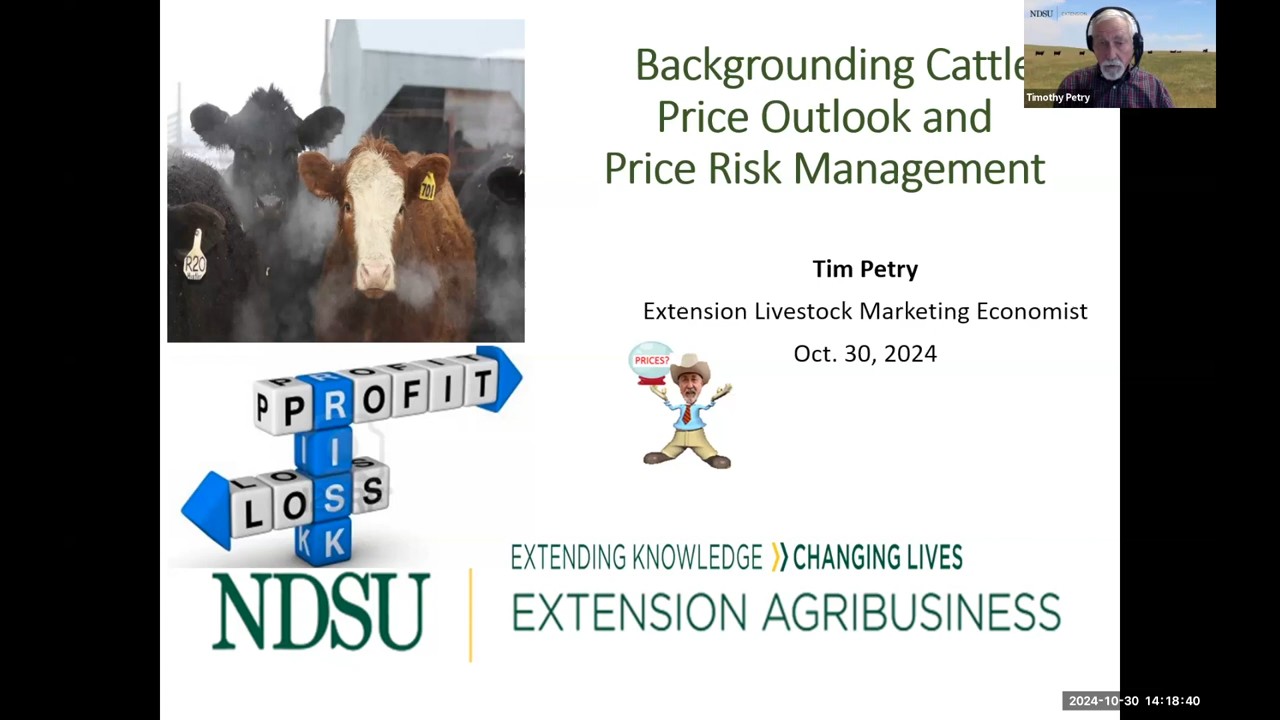 NDSU EXTENSION
Timothy Petry
Backgrounding Cattle
Price Outlook and
Price Risk Management
Tim Petry
Extension Livestock Marketing Economist
Oct. 30, 2024
PRICES?
701
R20
PROFIT
RISK
LOSS
EXTENDING KNOWLEDGE CHANGING LIVES
NDSU
EXTENSION AGRIBUSINESS
2024-10-30 14:18:40